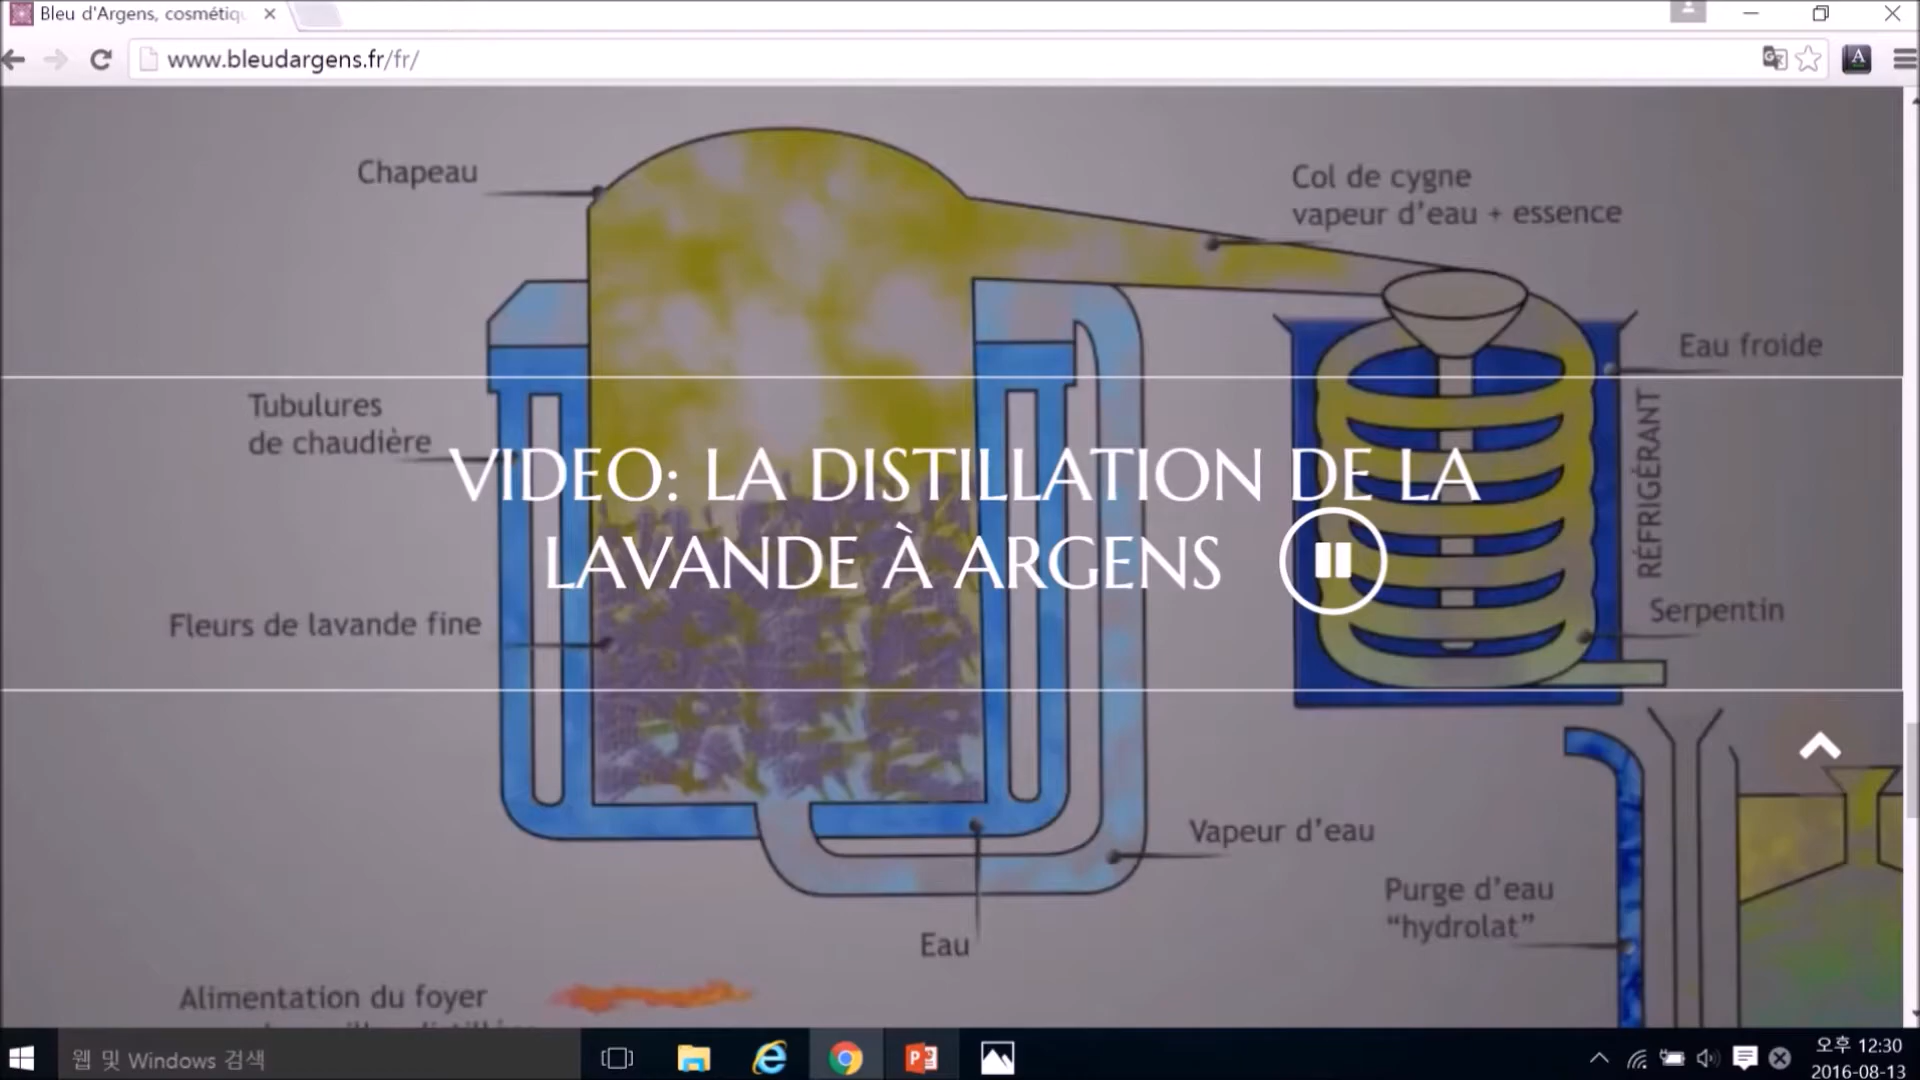 Bleu d'Argens, cosmétiq
www.bleudargens.fr/fr/
Chapeau
Col de cygne
vapeur d'eau + essence
Eau froide
Tubulures
de chaudière
RÉFRIGÉRANT
VIDEO: LA DISTILLATION DE LA
LAVANDE À ARGENS
Fleurs de lavande fine
Serpentin
Vapeur d'eau
Purge d'eau
"hydrolat"
Eau
Alimentation du foyer
웹 및 Windows 검색
오후 12:30
2016-08-13